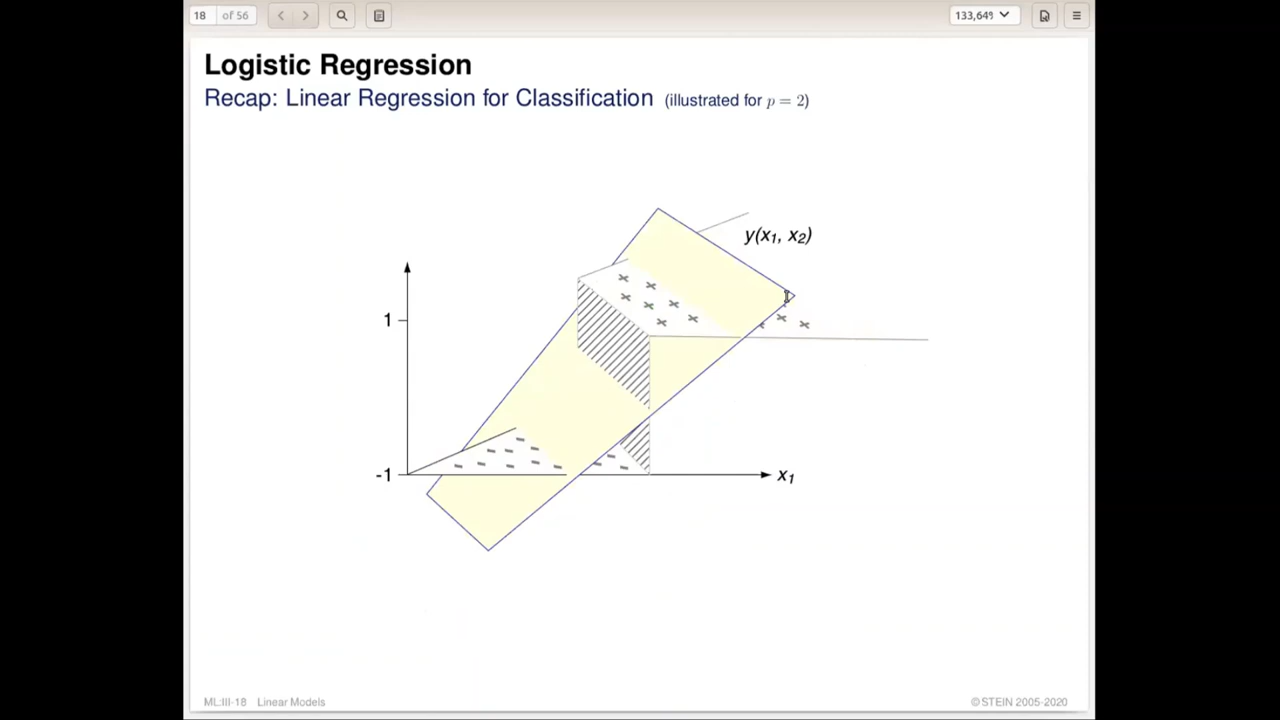 18 of 56 133,64%
Logistic Regression
Recap: Linear Regression for Classification (illustrated for p = 2)
y(x₁, x₂)
1
-1
x₁
ML:III-18 Linear Models © STEIN 2005-2020